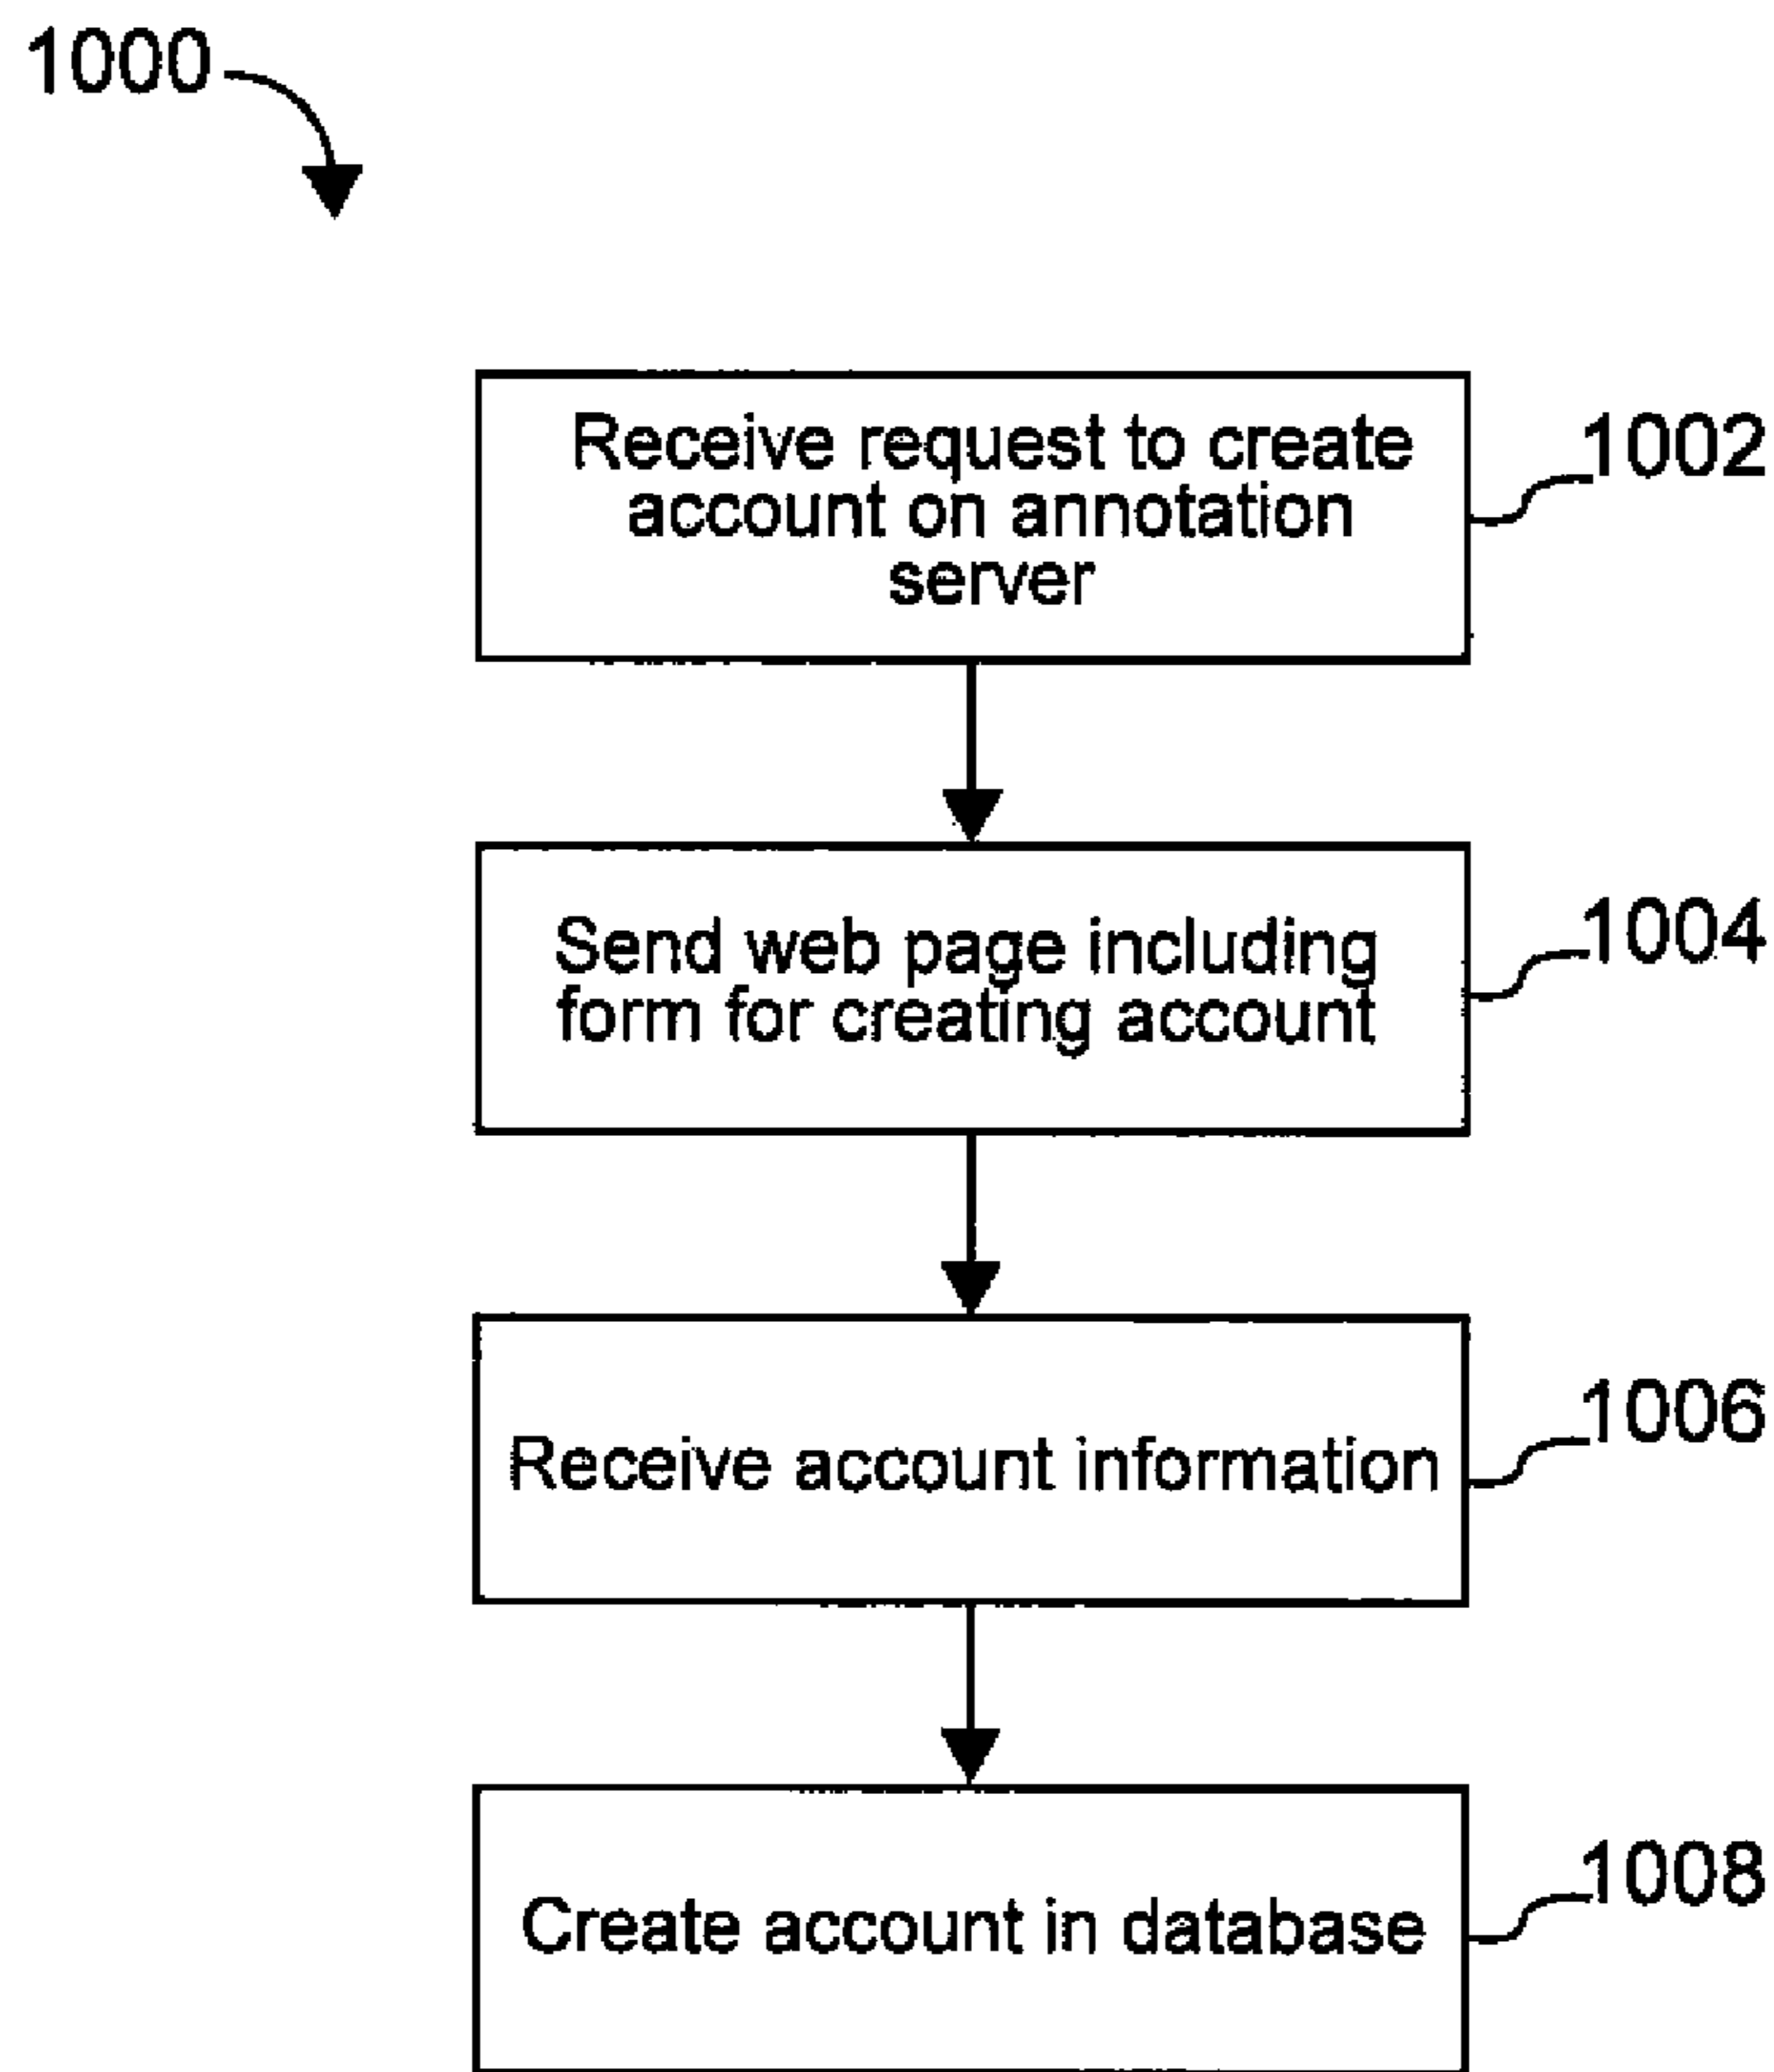 1000
Receive request to create
account on annotation
server
1002
Send web page including
form for creating account
1004
Receive account information
1006
Create account in database
1008